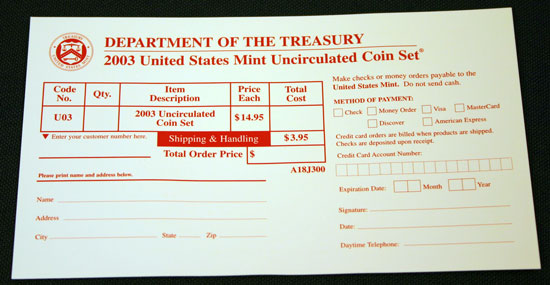 DEPARTMENT OF THE TREASURY
2003 United States Mint Uncirculated Coin Set®
Code No. Qty. Item Description Price Each Total Cost
U03 2003 Uncirculated Coin Set $14.95
▼ Enter your customer number here. Shipping & Handling $3.95
Total Order Price $
A18J300
Please print name and address below.
Name
Address
City State Zip
Make checks or money orders payable to the
United States Mint. Do not send cash.
METHOD OF PAYMENT:
Check Money Order Visa MasterCard
Discover American Express
Credit card orders are billed when products are shipped.
Checks are deposited upon receipt.
Credit Card Account Number:
Expiration Date: Month Year
Signature:
Date:
Daytime Telephone: